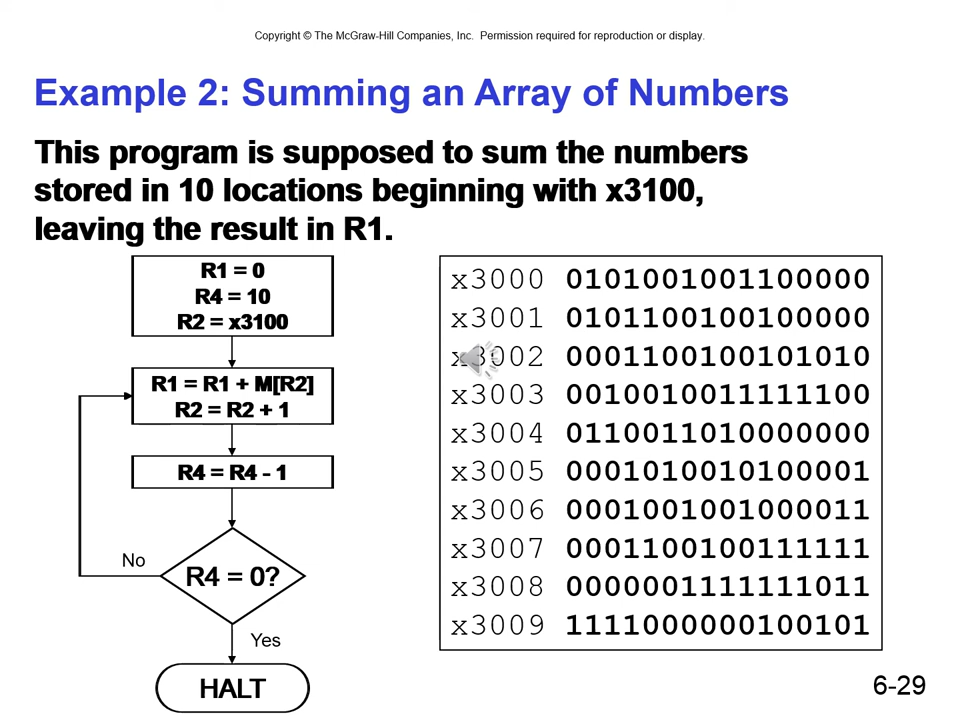 Copyright © The McGraw-Hill Companies, Inc. Permission required for reproduction or display.
Example 2: Summing an Array of Numbers
This program is supposed to sum the numbers
stored in 10 locations beginning with x3100,
leaving the result in R1.
R1 = 0
R4 = 10
R2 = x3100
R1 = R1 + M[R2]
R2 = R2 + 1
R4 = R4 - 1
No
R4 = 0?
Yes
HALT
x3000 0101001001100000
x3001 0101100100100000
x3002 0001100100101010
x3003 0010010011111100
x3004 0110011010000000
x3005 0001010010100001
x3006 0001001001000011
x3007 0001100100111111
x3008 0000001111111011
x3009 1111000000100101
6-29